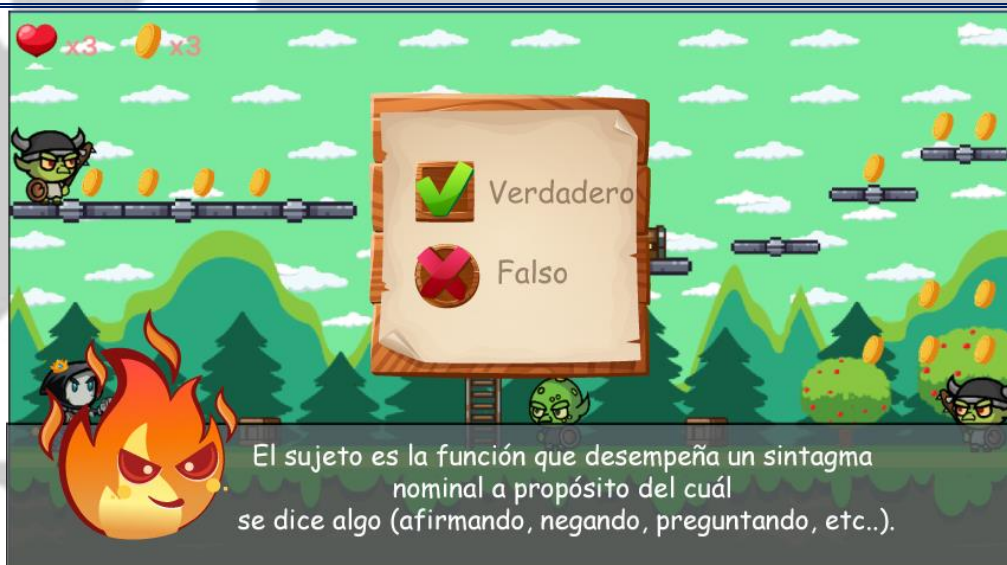 x3 x3
Verdadero
Falso
El sujeto es la función que desempeña un sintagma
nominal a propósito del cuál
se dice algo (afirmando, negando, preguntando, etc..).